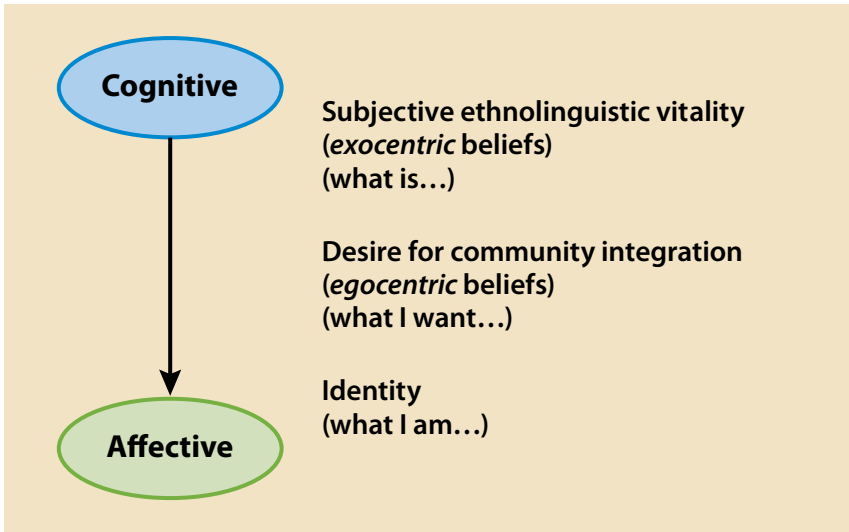 Cognitive
Subjective ethnolinguistic vitality
(exocentric beliefs)
(what is…)
Desire for community integration
(egocentric beliefs)
(what I want…)
Identity
(what I am…)
Affective